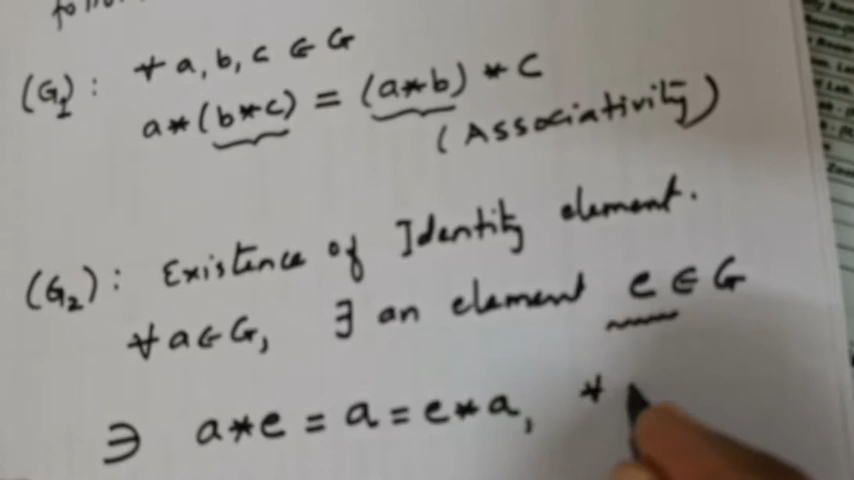 (G1): ∀ a, b, c ∈ G
a*(b*c) = (a*b) * c
(Associativity)
(G2): Existence of Identity element.
∀ a∈G, ∃ an element e ∈ G
∋ a*e = a = e*a, ∀